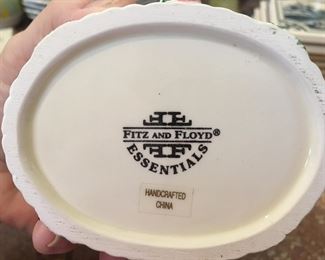 FITZ AND FLOYD®
ESSENTIALS
HANDCRAFTED
CHINA